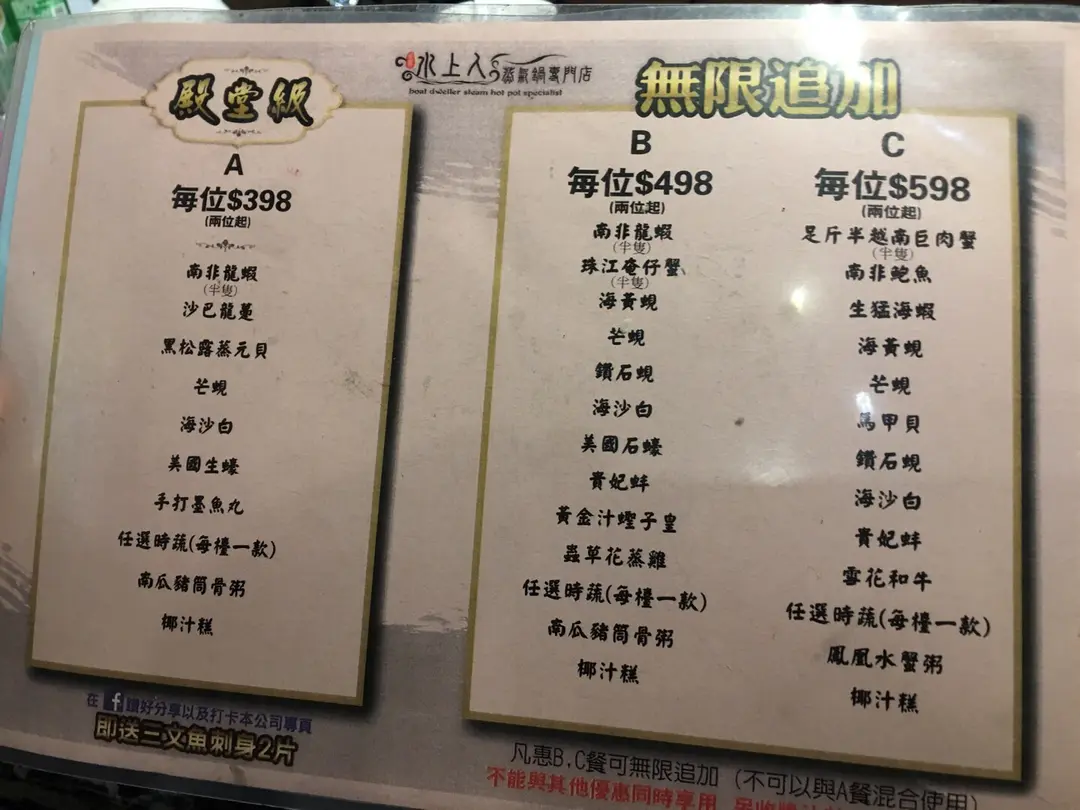 水上人 蒸氣鍋專門店
boat dweller steam hot pot specialist
殿堂級
A
每位$398
(兩位起)
南非龍蝦
(半隻)
沙巴龍躉
黑松露蒸元貝
芒蜆
海沙白
美國生蠔
手打墨魚丸
任選時蔬(每檯一款)
南瓜豬筒骨粥
椰汁糕
在 f 讚好分享以及打卡本公司專頁
即送三文魚刺身2片
無限追加
B
每位$498
(兩位起)
南非龍蝦
(半隻)
珠江奄仔蟹
(半隻)
海黃蜆
芒蜆
鑽石蜆
海沙白
美國石蠔
貴妃蚌
黃金汁蟶子皇
蟲草花蒸雞
任選時蔬(每檯一款)
南瓜豬筒骨粥
椰汁糕
C
每位$598
(兩位起)
足斤半越南巨肉蟹
(半隻)
南非鮑魚
生猛海蝦
海黃蜆
芒蜆
馬甲貝
鑽石蜆
海沙白
貴妃蚌
雪花和牛
任選時蔬(每檯一款)
鳳凰水蟹粥
椰汁糕
凡惠B,C餐可無限追加 (不可以與A餐混合使用)
不能與其他優惠同時享用